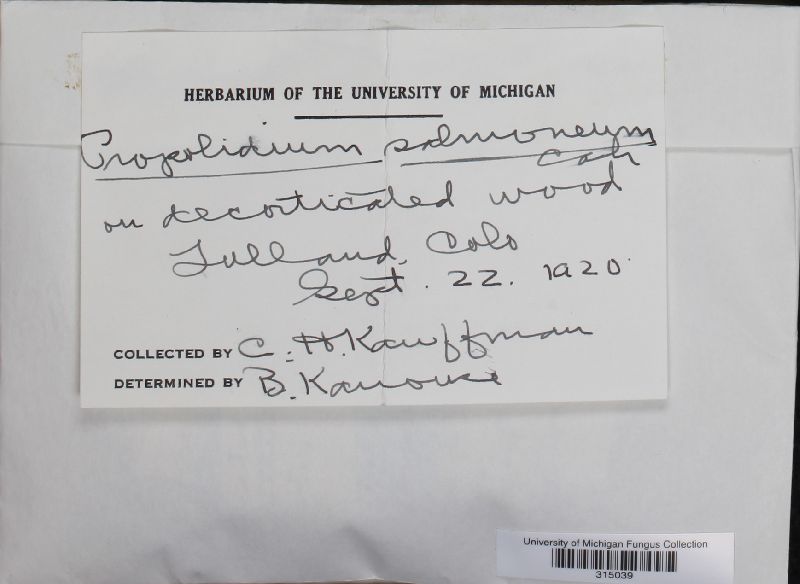 HERBARIUM OF THE UNIVERSITY OF MICHIGAN
Propolidium salmoneum
on decorticated wood
Tolland, Colo
Sept. 22. 1920
COLLECTED BY C. H. Kauffman
DETERMINED BY B. Kanouse
University of Michigan Fungus Collection
315039